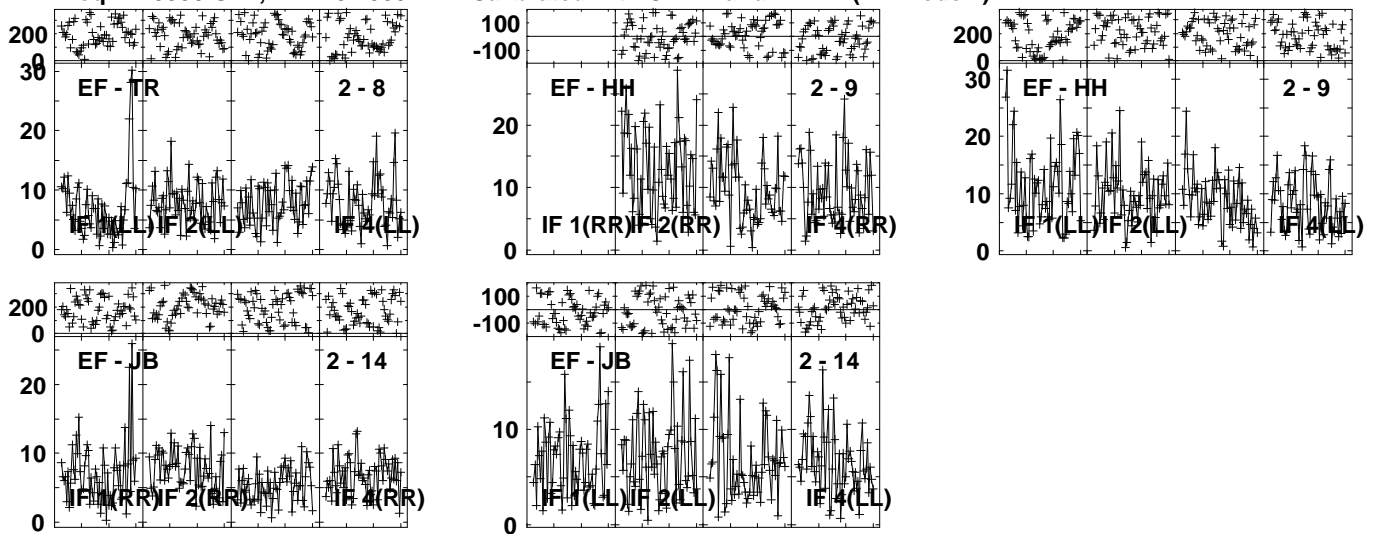 200
0
100
-100
200
0
30
20
10
0
EF - TR 2 - 8
IF 1(LL) IF 2(LL) IF 4(LL)
20
10
0
EF - HH 2 - 9
IF 1(RR) IF 2(RR) IF 4(RR)
30
20
10
0
EF - HH 2 - 9
IF 1(LL) IF 2(LL) IF 4(LL)
200
0
100
-100
20
10
0
EF - JB 2 - 14
IF 1(RR) IF 2(RR) IF 4(RR)
10
0
EF - JB 2 - 14
IF 1(LL) IF 2(LL) IF 4(LL)